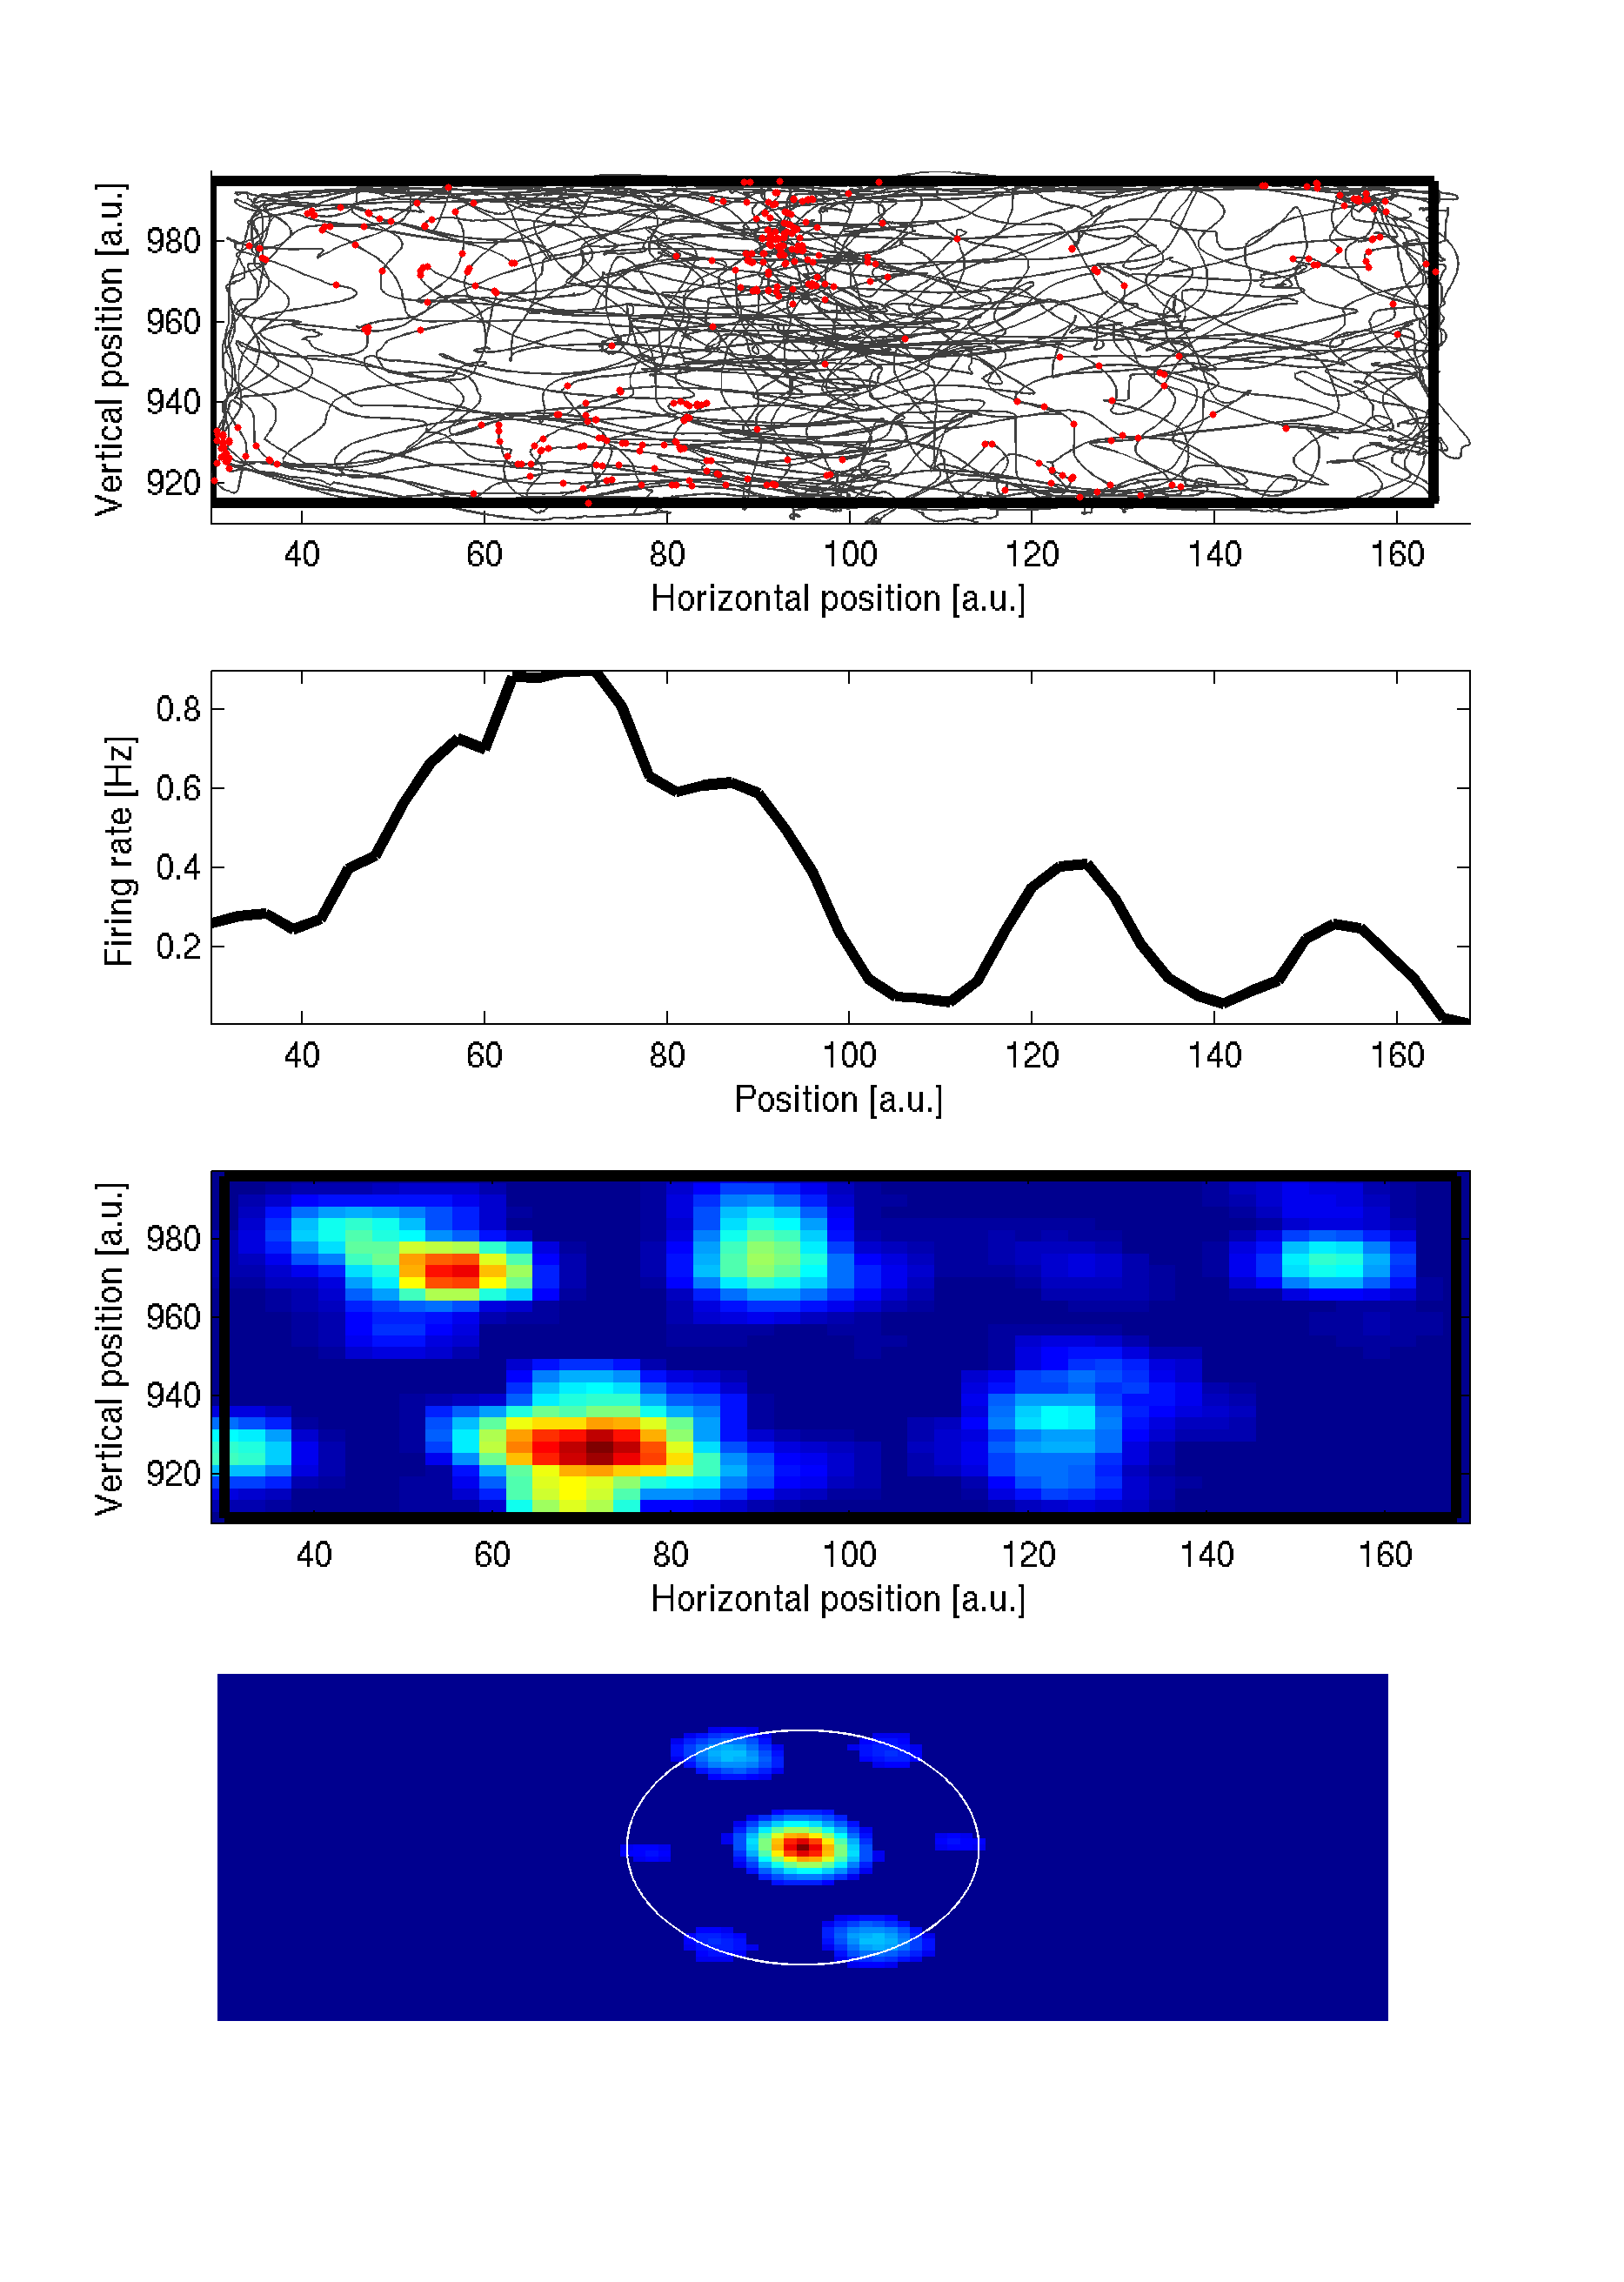 Vertical position [a.u.]
980
960
940
920
40 60 80 100 120 140 160
Horizontal position [a.u.]
Firing rate [Hz]
0.8
0.6
0.4
0.2
40 60 80 100 120 140 160
Position [a.u.]
Vertical position [a.u.]
980
960
940
920
40 60 80 100 120 140 160
Horizontal position [a.u.]